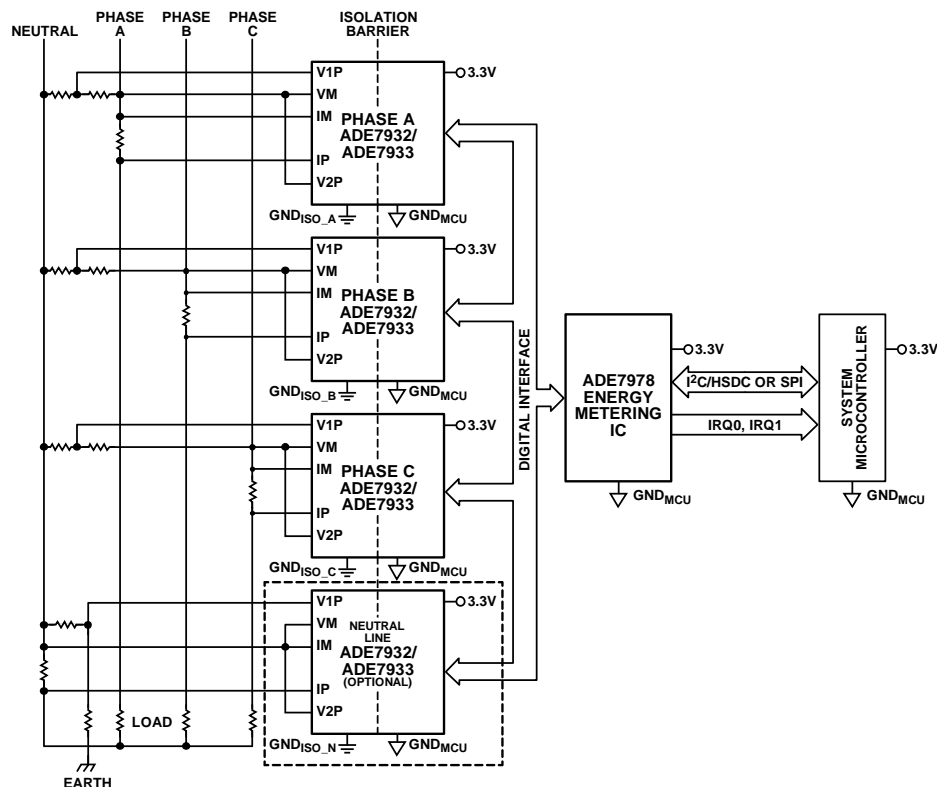 NEUTRAL
PHASE
A
PHASE
B
PHASE
C
ISOLATION
BARRIER
V1P
VM
IM
IP
V2P
PHASE A
ADE7932/
ADE7933
3.3V
GNDISO_A
GNDMCU
V1P
VM
IM
IP
V2P
PHASE B
ADE7932/
ADE7933
3.3V
GNDISO_B
GNDMCU
V1P
VM
IM
IP
V2P
PHASE C
ADE7932/
ADE7933
3.3V
GNDISO_C
GNDMCU
V1P
VM
IM
IP
V2P
NEUTRAL
LINE
ADE7932/
ADE7933
(OPTIONAL)
3.3V
GNDISO_N
GNDMCU
LOAD
EARTH
DIGITAL INTERFACE
ADE7978
ENERGY
METERING
IC
3.3V
GNDMCU
I2C/HSDC OR SPI
IRQ0, IRQ1
SYSTEM
MICROCONTROLLER
3.3V
GNDMCU